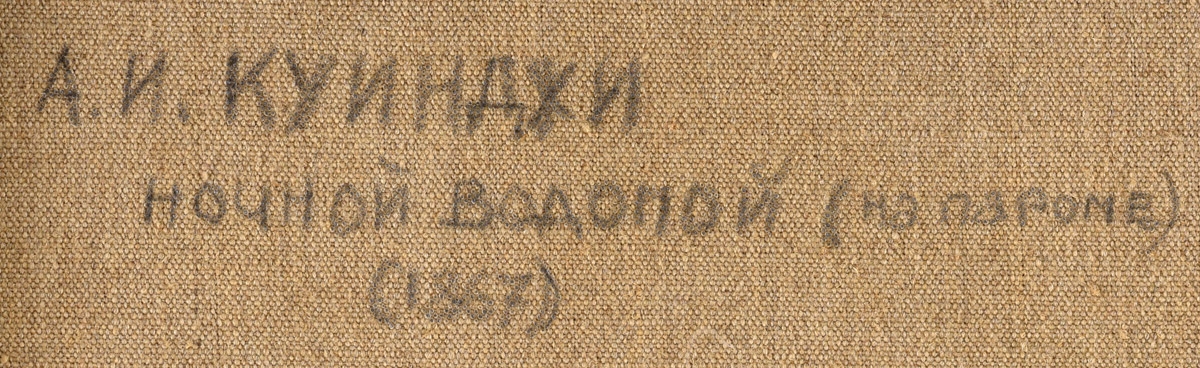 А.И. КУИНДЖИ
НОЧНОЙ ВОДОПОЙ (НА ПАРОМЕ)
(1867)